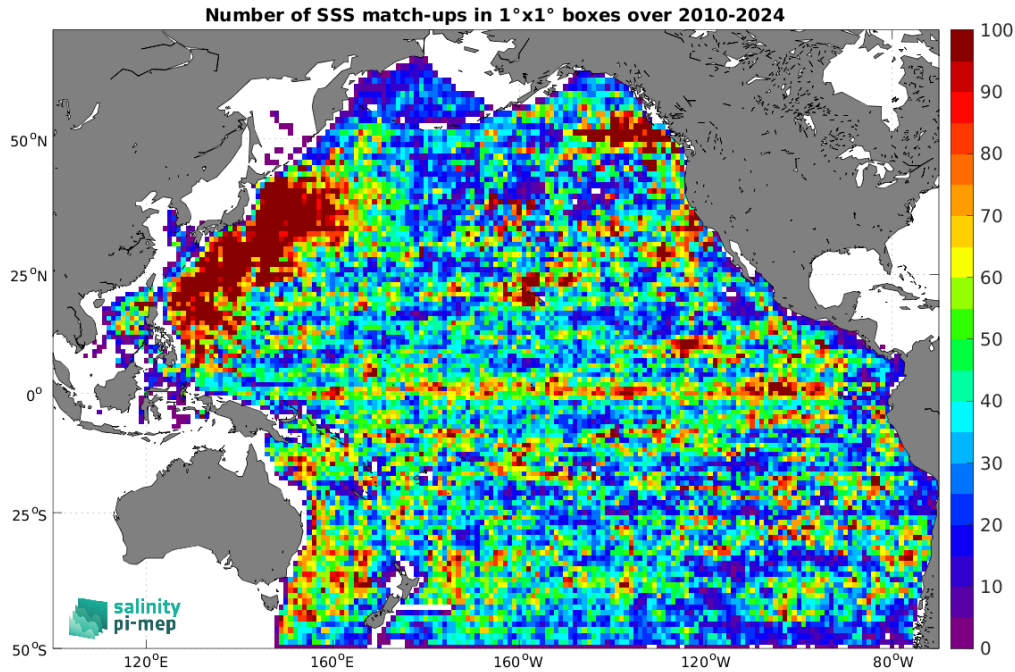 Number of SSS match-ups in 1°x1° boxes over 2010-2024
100
90
80
70
60
50
40
30
20
10
0
50°N
25°N
0°
25°S
50°S
120°E
160°E
160°W
120°W
80°W
salinity
pi-mep